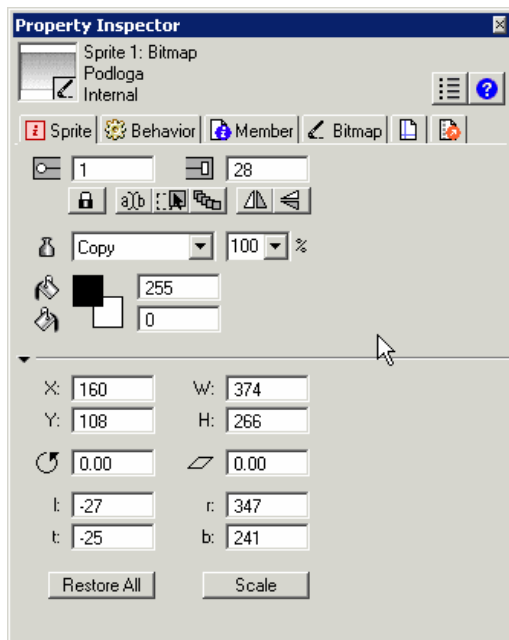 Property Inspector
Sprite 1: Bitmap
Podloga
Internal
Sprite Behavior Member Bitmap
1 28
a b
Copy 100 %
255
0
X: 160 W: 374
Y: 108 H: 266
0.00 0.00
l: -27 r: 347
t: -25 b: 241
Restore All Scale